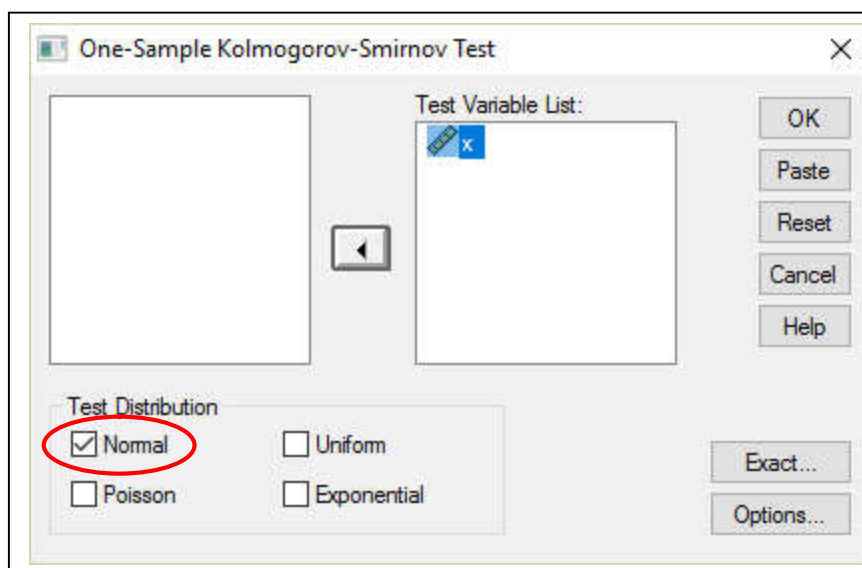 One-Sample Kolmogorov-Smirnov Test
Test Variable List:
x
OK
Paste
Reset
Cancel
Help
Test Distribution
Normal
Uniform
Poisson
Exponential
Exact...
Options...